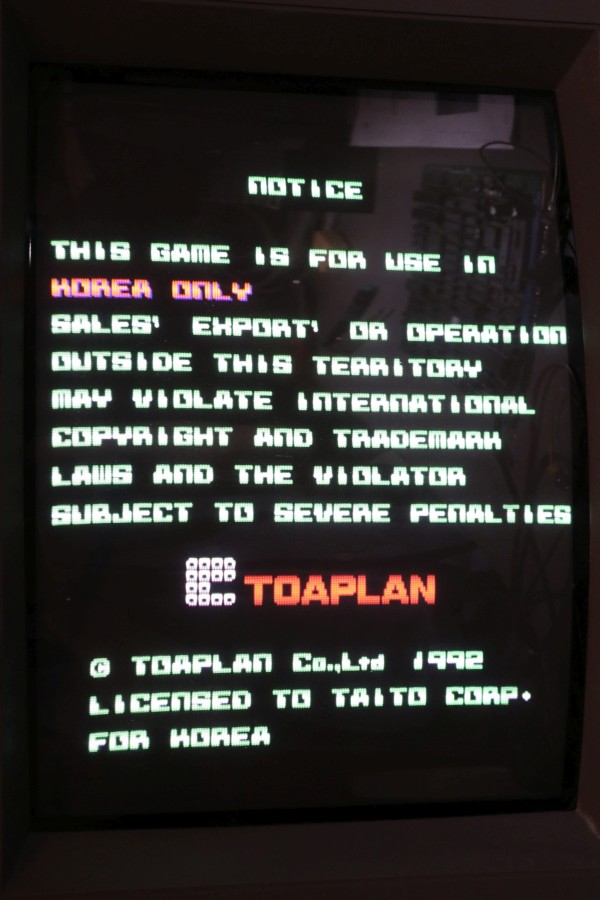 NOTICE
THIS GAME IS FOR USE IN
KOREA ONLY
SALES' EXPORT' OR OPERATION
OUTSIDE THIS TERRITORY
MAY VIOLATE INTERNATIONAL
COPYRIGHT AND TRADEMARK
LAWS AND THE VIOLATOR
SUBJECT TO SEVERE PENALTIES
TOAPLAN
© TOAPLAN Co.,Ltd 1992
LICENSED TO TAITO CORP.
FOR KOREA